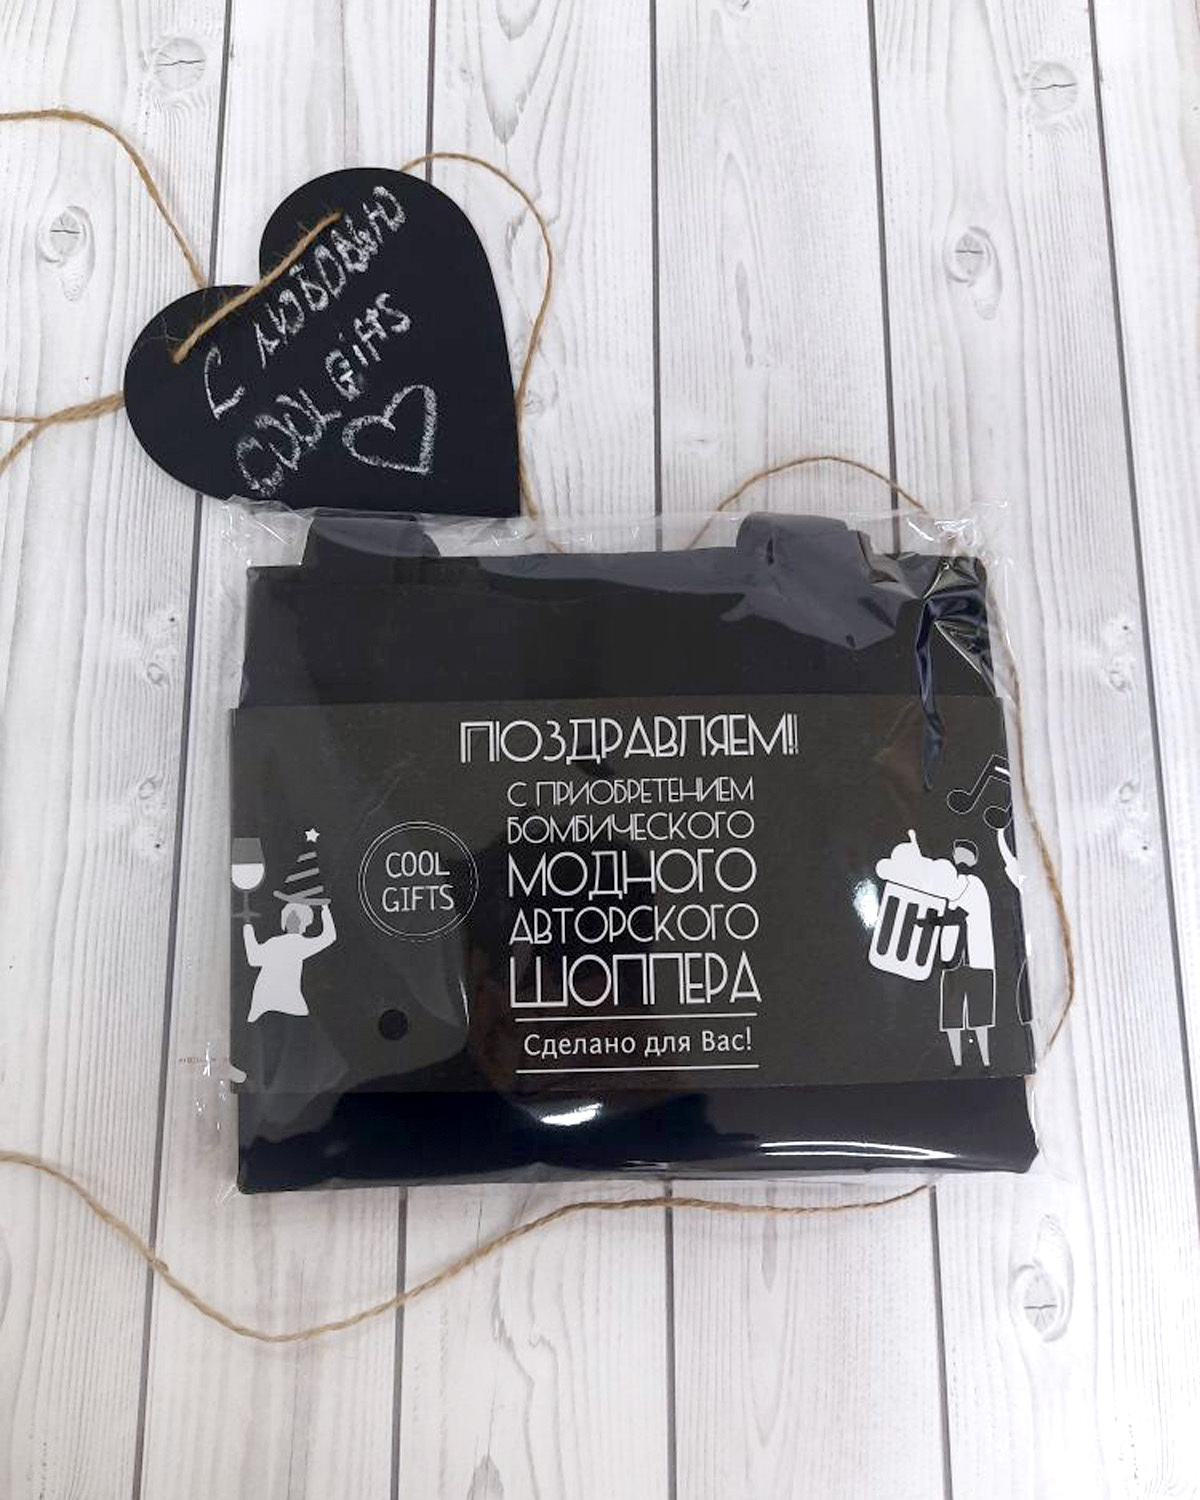 С ЛЮБОВЬЮ
COOL GiftS
ПОЗДРАВЛЯЕМ!!
С ПРИОБРЕТЕНИЕМ
БОМБИЧЕСКОГО
МОДНОГО
АВТОРСКОГО
ШОППЕРА
Сделано для Вас!
COOL
GIFTS